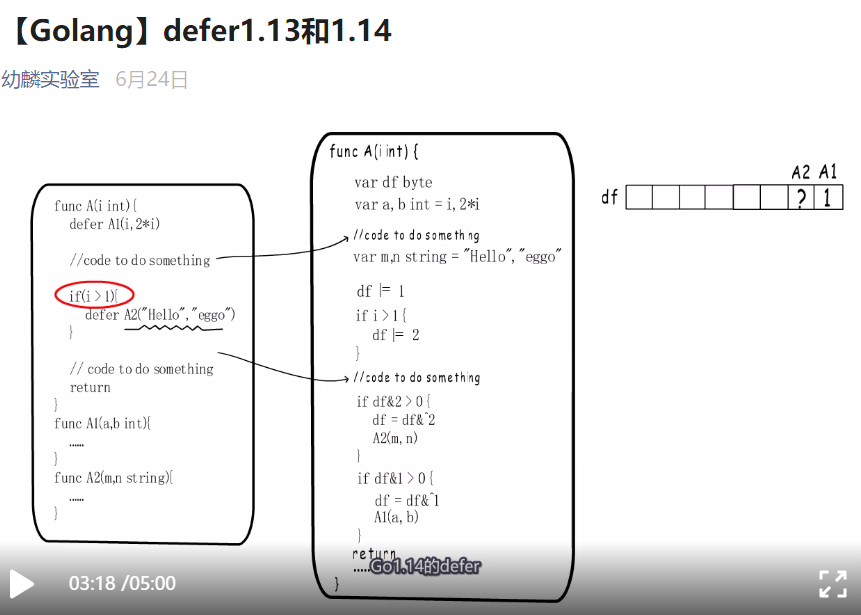 【Golang】defer1.13和1.14
幼麟实验室 6月24日
func A(i int){
defer A1(i,2*i)
//code to do something
if(i>1){
defer A2("Hello","eggo")
}
// code to do something
return
}
func A1(a,b int){
......
}
func A2(m,n string){
......
}
func A(i int) {
var df byte
var a, b int = i, 2*i
//code to do something
var m,n string = "Hello","eggo"
df |= 1
if i>1 {
df |= 2
}
//code to do something
if df&2>0 {
df = df&^2
A2(m, n)
}
if df&1>0 {
df = df&^1
A1(a, b)
}
return
......
}
A2 A1
df ? 1
Go1.14的defer
03:18 /05:00